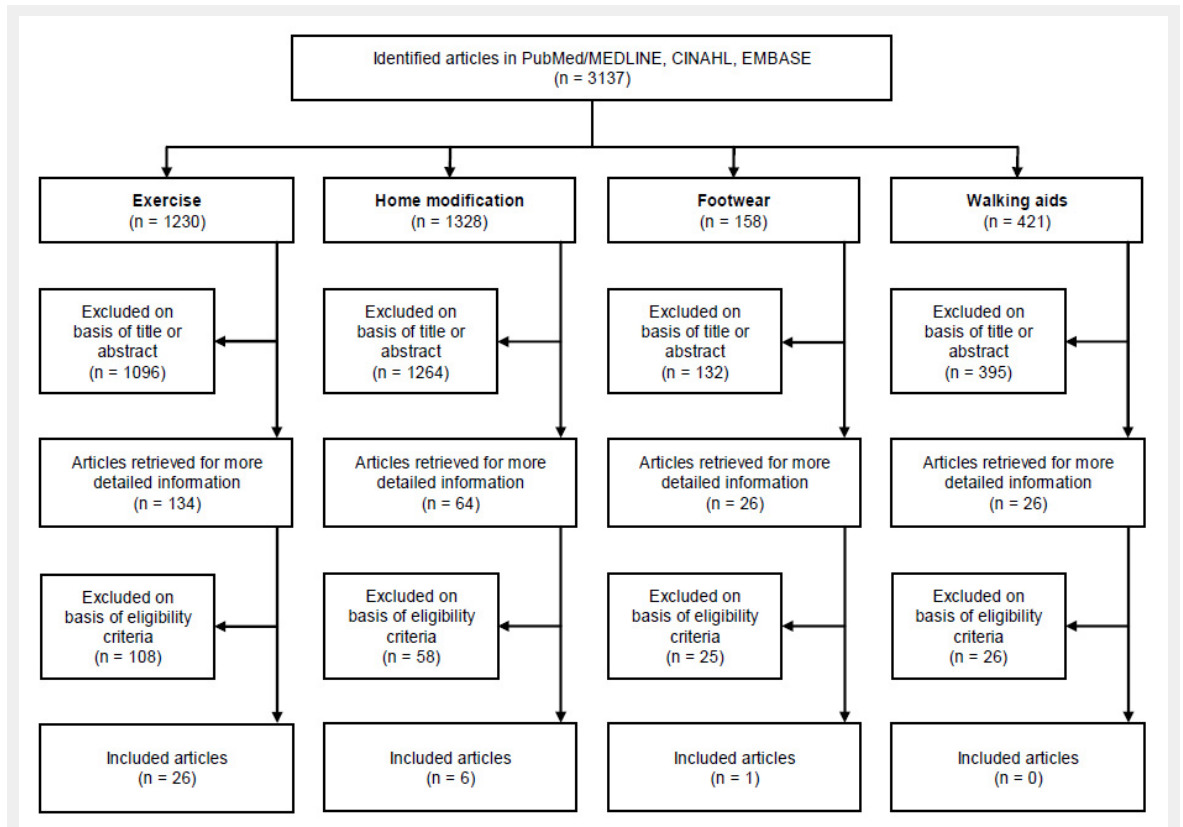 Identified articles in PubMed/MEDLINE, CINAHL, EMBASE
(n = 3137)
Exercise
(n = 1230)
Home modification
(n = 1328)
Footwear
(n = 158)
Walking aids
(n = 421)
Excluded on
basis of title or
abstract
(n = 1096)
Excluded on
basis of title or
abstract
(n = 1264)
Excluded on
basis of title or
abstract
(n = 132)
Excluded on
basis of title or
abstract
(n = 395)
Articles retrieved for more
detailed information
(n = 134)
Articles retrieved for more
detailed information
(n = 64)
Articles retrieved for more
detailed information
(n = 26)
Articles retrieved for more
detailed information
(n = 26)
Excluded on
basis of eligibility
criteria
(n = 108)
Excluded on
basis of eligibility
criteria
(n = 58)
Excluded on
basis of eligibility
criteria
(n = 25)
Excluded on
basis of eligibility
criteria
(n = 26)
Included articles
(n = 26)
Included articles
(n = 6)
Included articles
(n = 1)
Included articles
(n = 0)